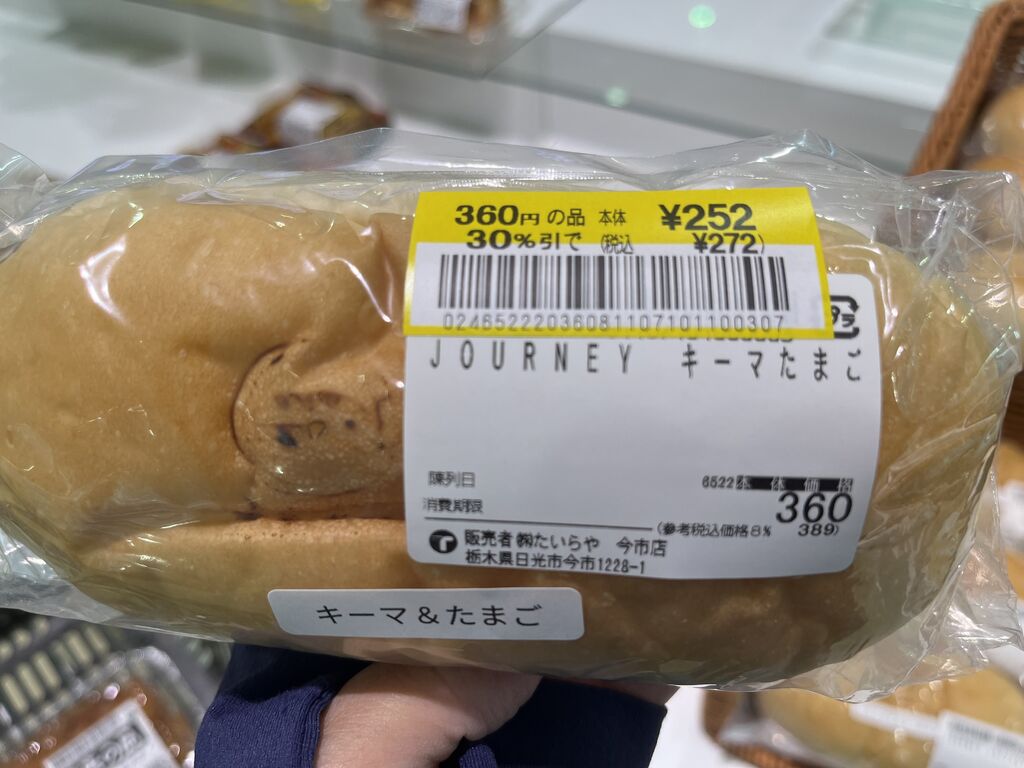 360円の品 本体 ¥252
30%引で (税込 ¥272)
0246522203608110710110030​7
JOURNEY キーマたまご
陳列日
6522 本体価格
消費期限
360
(参考税込価格8% 389)
販売者 ㈱たいらや 今市店
栃木県日光市今市1228-1
キーマ&たまご